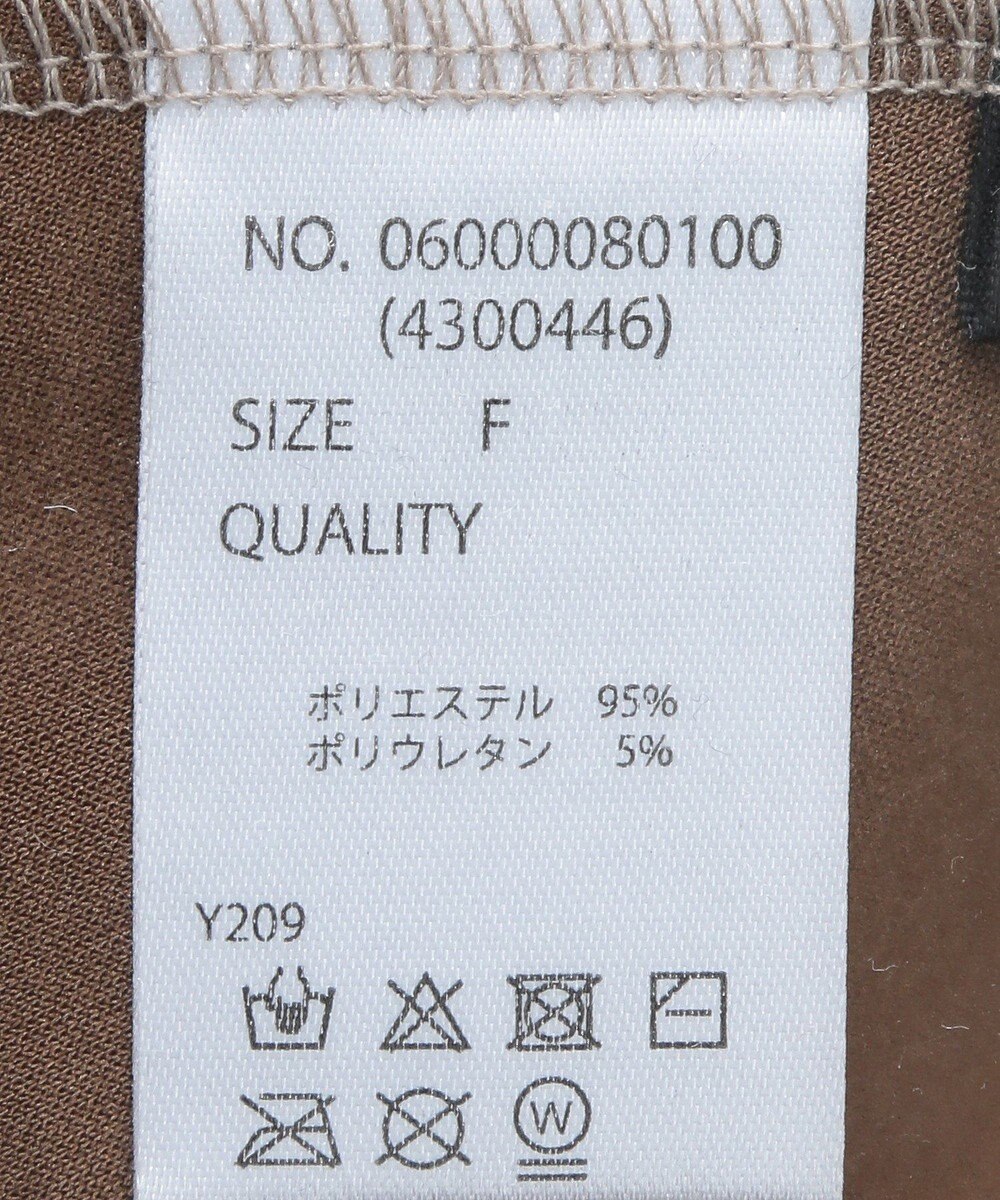 NO. 06000080100
(4300446)
SIZE F
QUALITY
ポリエステル 95%
ポリウレタン 5%
Y209
W